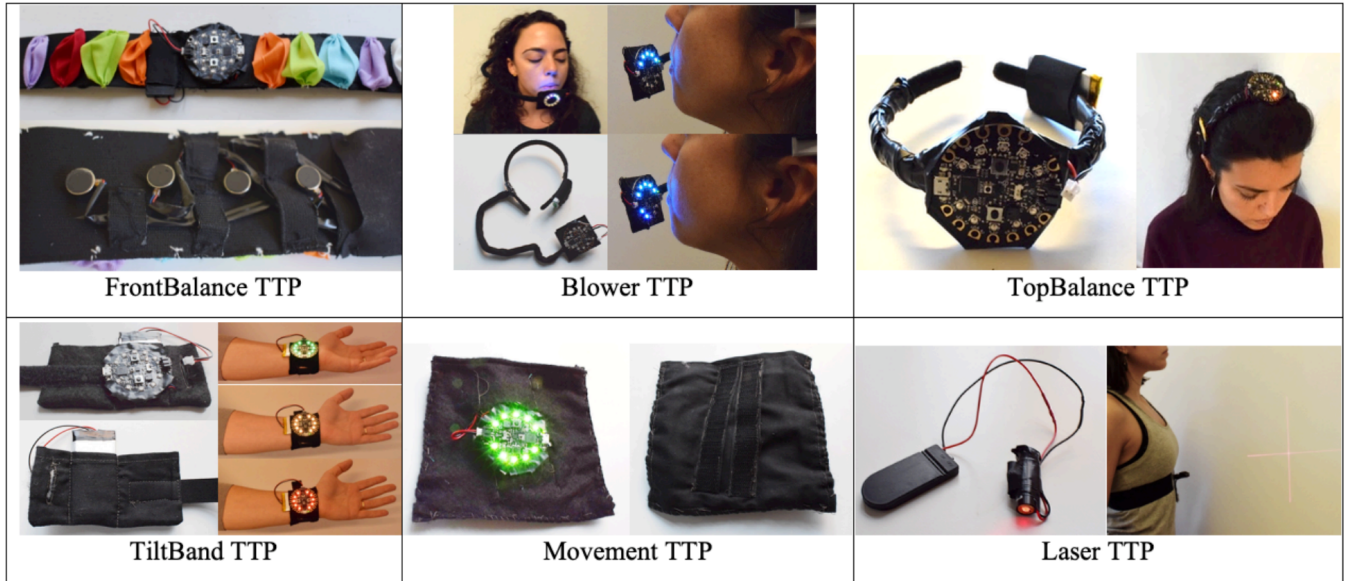 FrontBalance TTP
Blower TTP
TopBalance TTP
TiltBand TTP
Movement TTP
Laser TTP